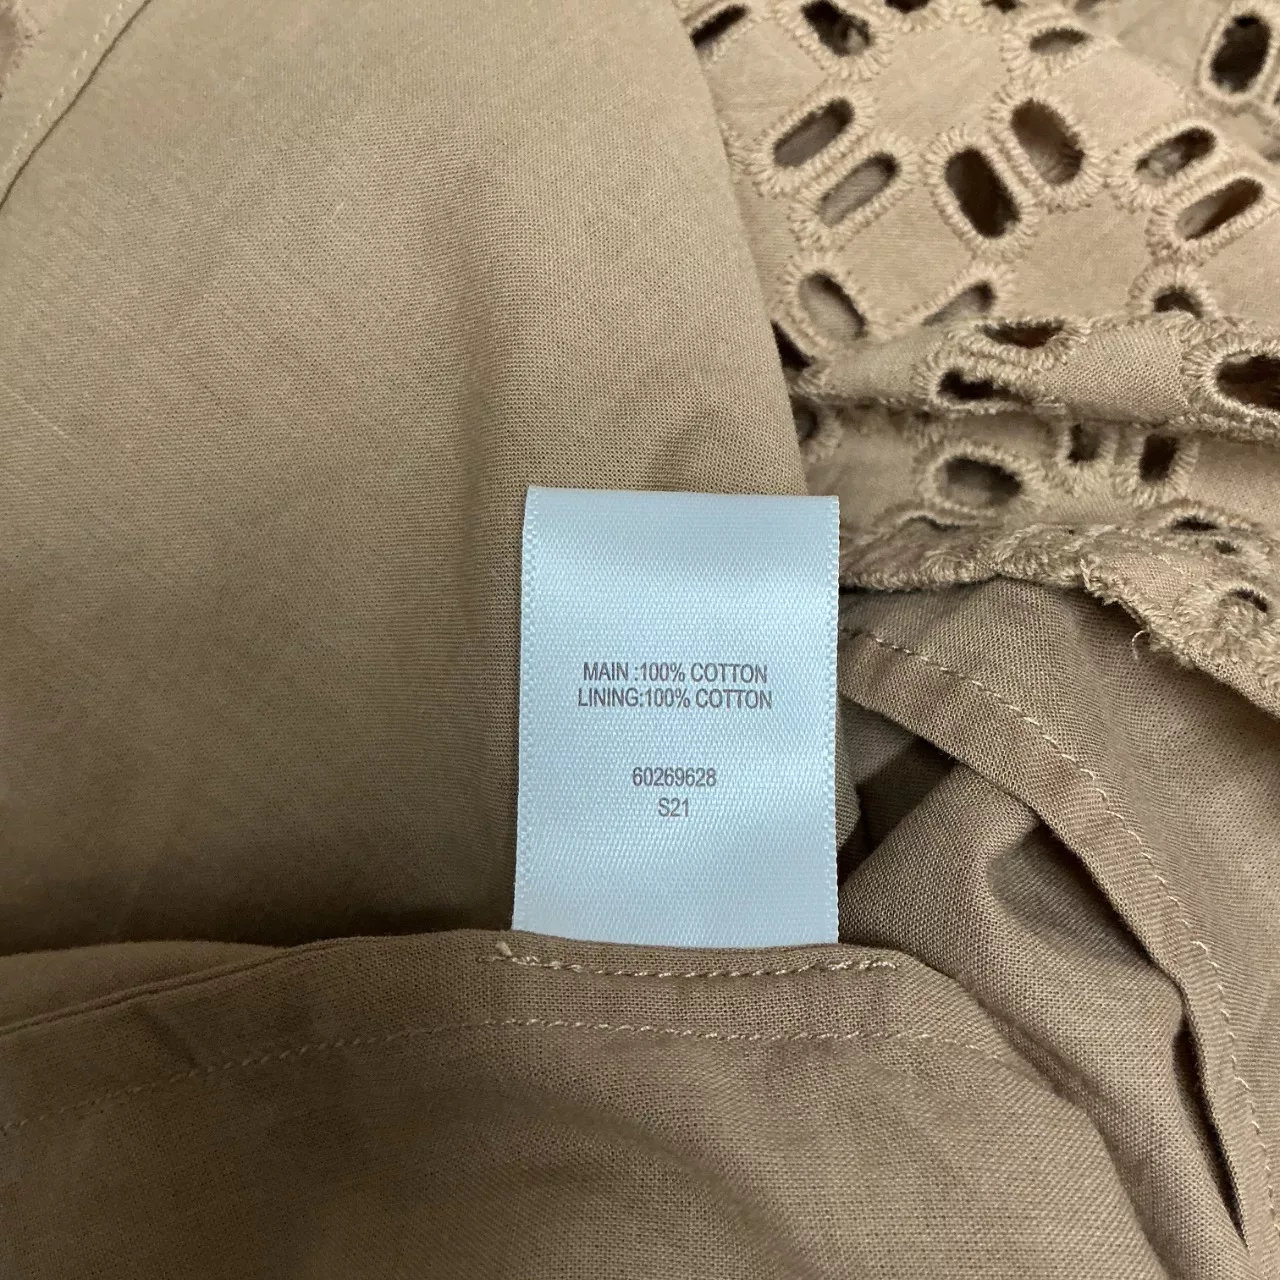 MAIN :100% COTTON
LINING:100% COTTON
60269628
S21